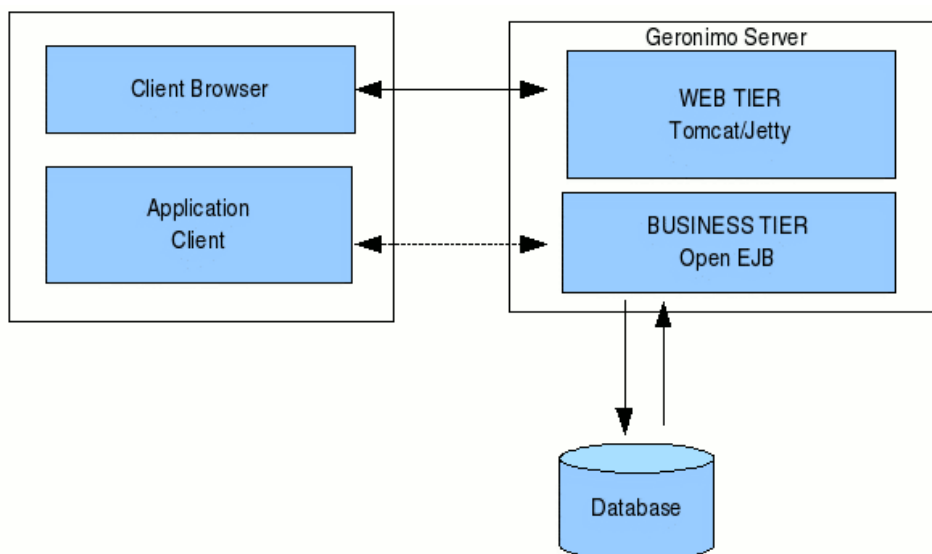 Client Browser
Application
Client
Geronimo Server
WEB TIER
Tomcat/Jetty
BUSINESS TIER
Open EJB
Database